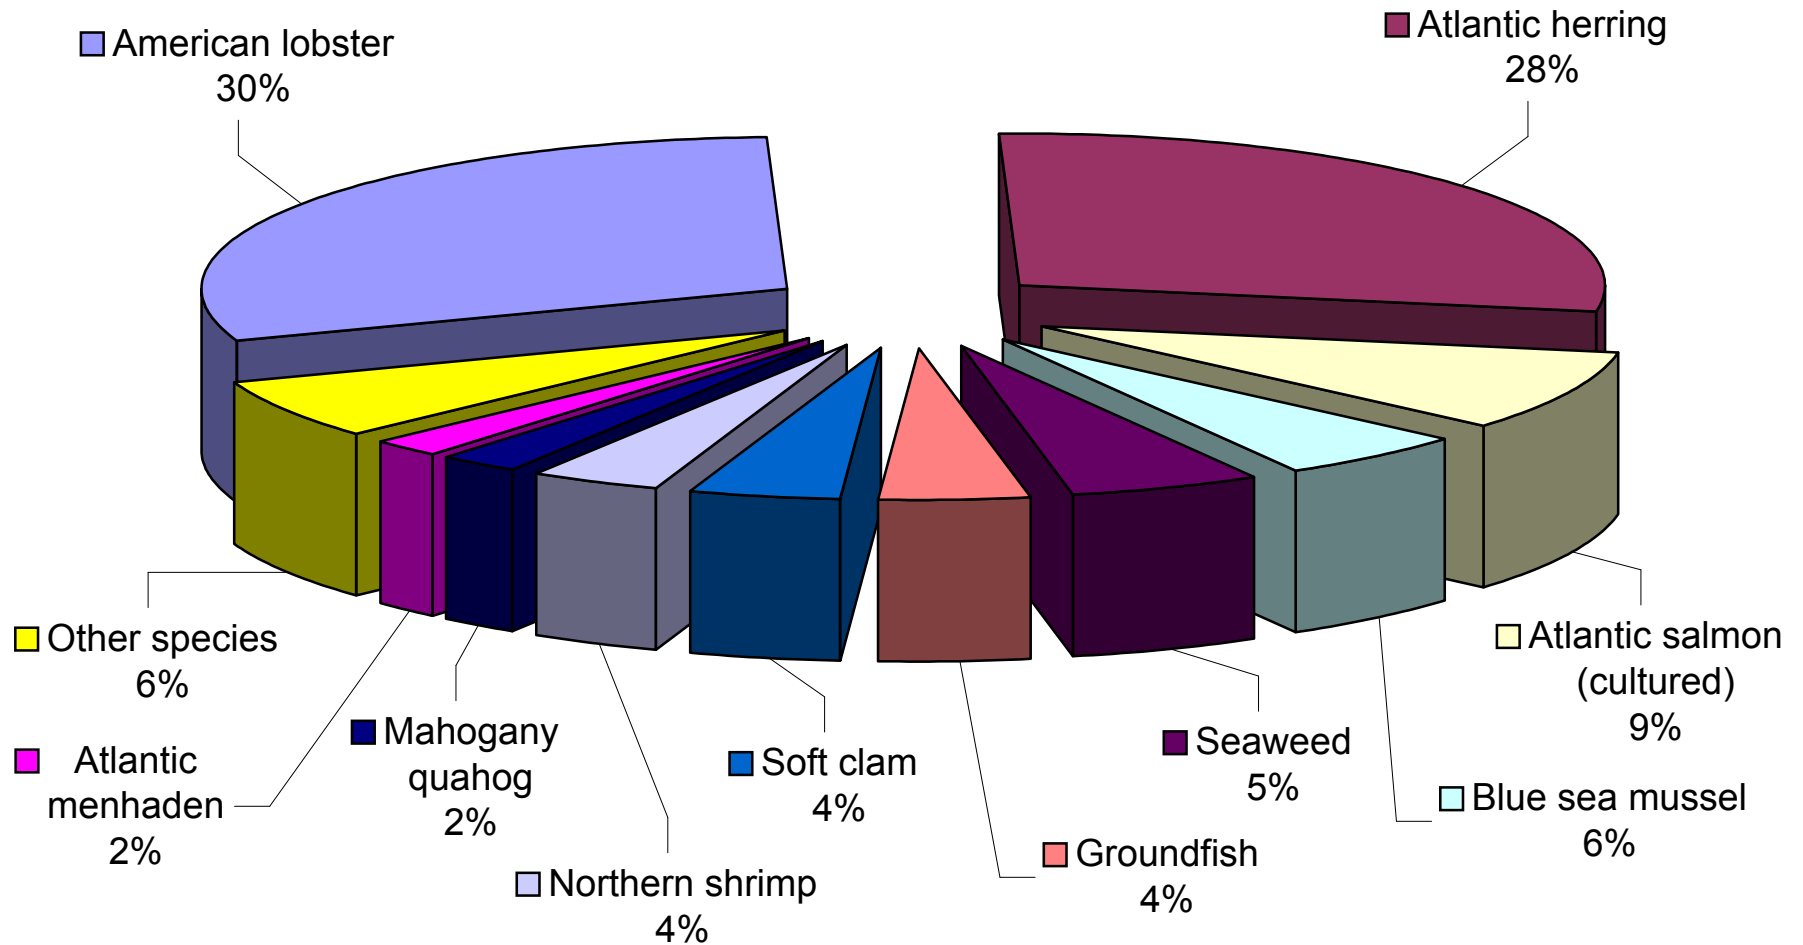 American lobster
30%
Atlantic herring
28%
Other species
6%
Atlantic
menhaden
2%
Mahogany
quahog
2%
Northern shrimp
4%
Soft clam
4%
Groundfish
4%
Seaweed
5%
Blue sea mussel
6%
Atlantic salmon
(cultured)
9%